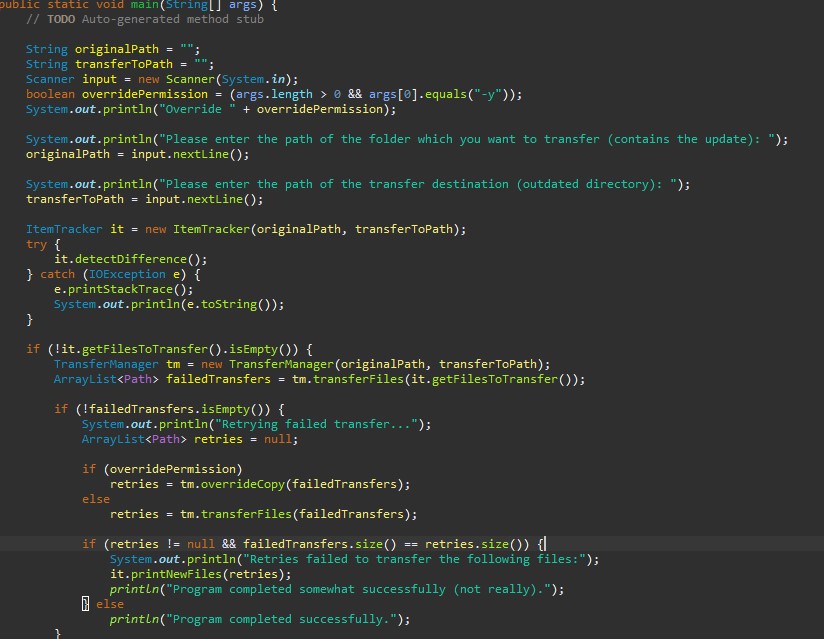 public static void main(String[] args) {
// TODO Auto-generated method stub
String originalPath = "";
String transferToPath = "";
Scanner input = new Scanner(System.in);
boolean overridePermission = (args.length > 0 && args[0].equals("-y"));
System.out.println("Override " + overridePermission);
System.out.println("Please enter the path of the folder which you want to transfer (contains the update): ");
originalPath = input.nextLine();
System.out.println("Please enter the path of the transfer destination (outdated directory): ");
transferToPath = input.nextLine();
ItemTracker it = new ItemTracker(originalPath, transferToPath);
try {
it.detectDifference();
} catch (IOException e) {
e.printStackTrace();
System.out.println(e.toString());
}
if (!it.getFilesToTransfer().isEmpty()) {
TransferManager tm = new TransferManager(originalPath, transferToPath);
ArrayList<Path> failedTransfers = tm.transferFiles(it.getFilesToTransfer());
if (!failedTransfers.isEmpty()) {
System.out.println("Retrying failed transfer...");
ArrayList<Path> retries = null;
if (overridePermission)
retries = tm.overrideCopy(failedTransfers);
else
retries = tm.transferFiles(failedTransfers);
if (retries != null && failedTransfers.size() == retries.size()) {
System.out.println("Retries failed to transfer the following files:");
it.printNewFiles(retries);
println("Program completed somewhat successfully (not really).");
} else
println("Program completed successfully.");
}